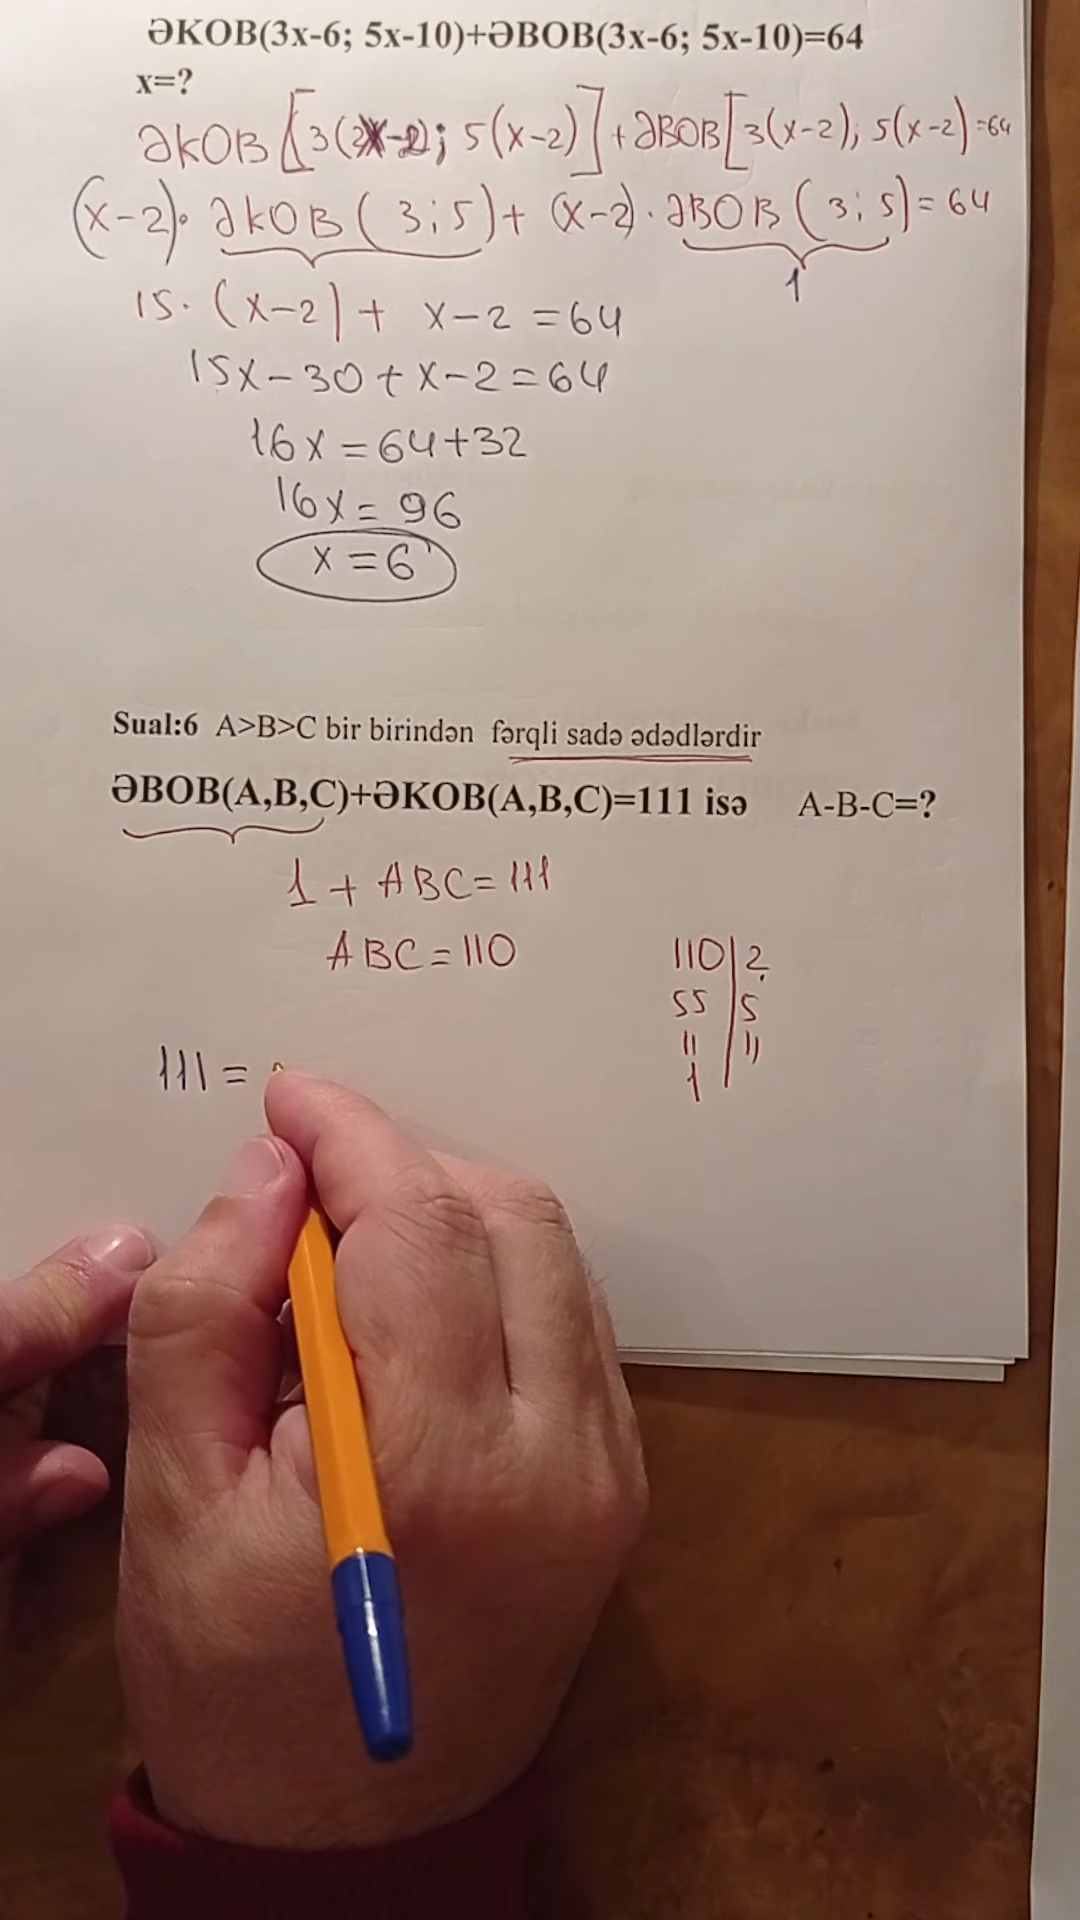 ƏKOB(3x-6; 5x-10)+ƏBOB(3x-6; 5x-10)=64
x=?
ƏKOB [3(x-2); 5(x-2)] + ƏBOB[3(x-2); 5(x-2)=64
(x-2)· ƏKOB (3;5)+ (x-2)· ƏBOB (3;5)=64
1
15·(x-2)+ x-2=64
15x-30+x-2=64
16x=64+32
16x=96
x=6
Sual:6 A>B>C bir birindən fərqli sadə ədədlərdir
ƏBOB(A,B,C)+ƏKOB(A,B,C)=111 isə A-B-C=?
1+ABC=111
ABC=110
110|2
55|5
11|11
1
111=